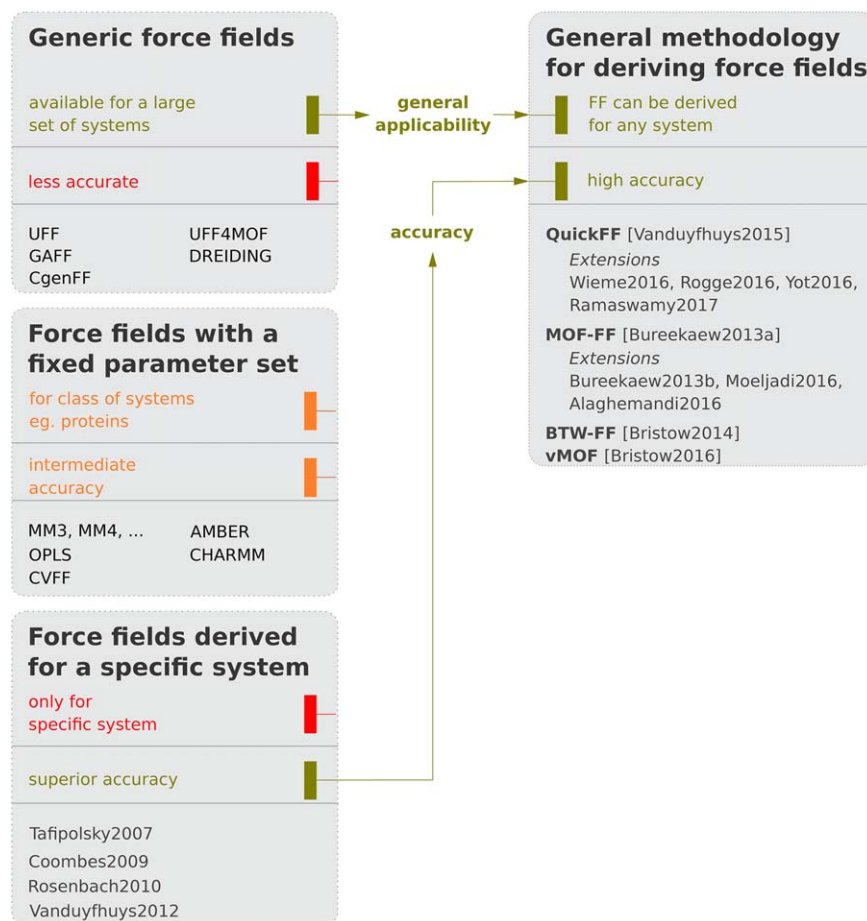 Generic force fields
available for a large
set of systems
less accurate
UFF
UFF4MOF
GAFF
DREIDING
CgenFF
Force fields with a
fixed parameter set
for class of systems
eg. proteins
intermediate
accuracy
MM3, MM4, ...
AMBER
OPLS
CHARMM
CVFF
Force fields derived
for a specific system
only for
specific system
superior accuracy
Tafipolsky2007
Coombes2009
Rosenbach2010
Vanduyfhuys2012
general
applicability
accuracy
General methodology
for deriving force fields
FF can be derived
for any system
high accuracy
QuickFF [Vanduyfhuys2015]
Extensions
Wieme2016, Rogge2016, Yot2016,
Ramaswamy2017
MOF-FF [Bureekaew2013a]
Extensions
Bureekaew2013b, Moeljadi2016,
Alaghemandi2016
BTW-FF [Bristow2014]
vMOF [Bristow2016]